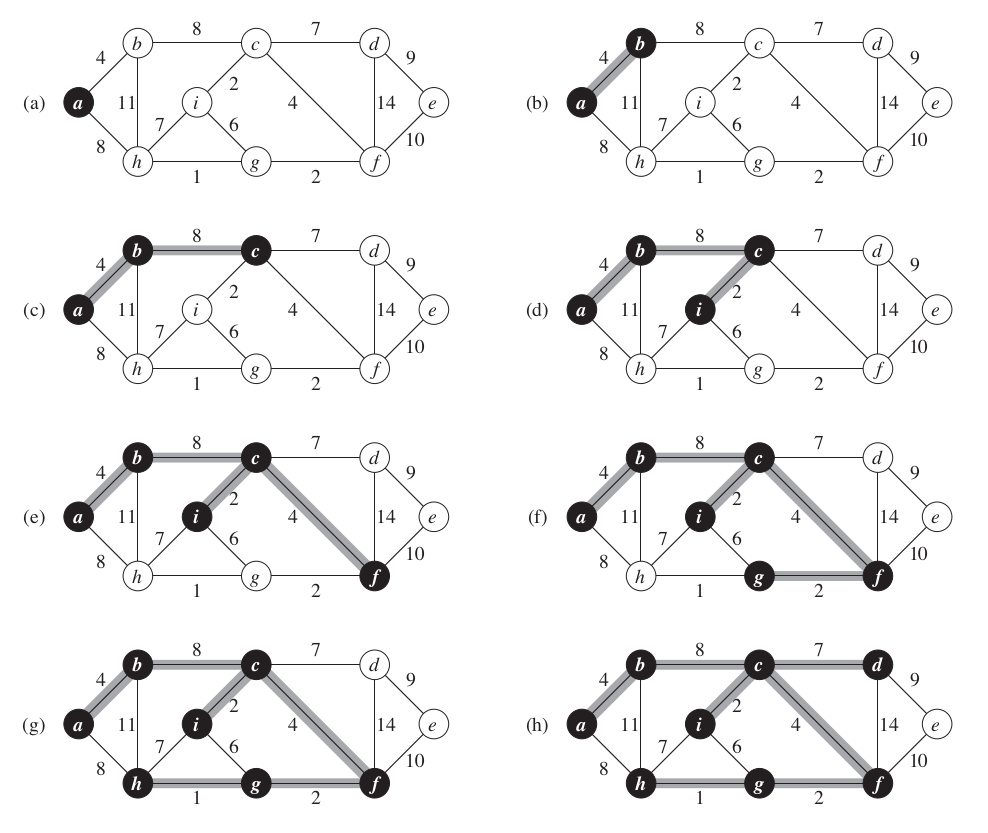 8 7 8 7
4 b c d 9 4 b c d 9
2 2
(a) a 11 i 4 14 e (b) a 11 i 4 14 e
7 6 10 7 6 10
8 h g f 8 h g f
1 2 1 2
8 7 8 7
4 b c d 9 4 b c d 9
2 2
(c) a 11 i 4 14 e (d) a 11 i 4 14 e
7 6 10 7 6 10
8 h g f 8 h g f
1 2 1 2
8 7 8 7
4 b c d 9 4 b c d 9
2 2
(e) a 11 i 4 14 e (f) a 11 i 4 14 e
7 6 10 7 6 10
8 h g f 8 h g f
1 2 1 2
8 7 8 7
4 b c d 9 4 b c d 9
2 2
(g) a 11 i 4 14 e (h) a 11 i 4 14 e
7 6 10 7 6 10
8 h g f 8 h g f
1 2 1 2